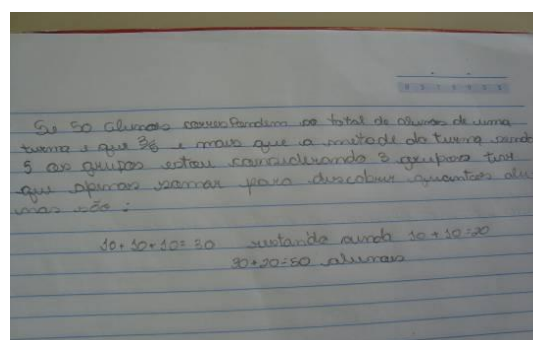 Se 50 alunos correspondem ao total de alunos de uma
turma e que 3/5 é mais que a metade da turma sendo
5 os grupos estou considerando 3 grupos tive
que apenas somar para descobrir quantos alu
nos são:
10+10+10=30 restando ainda 10+10=20
30+20=50 alunos